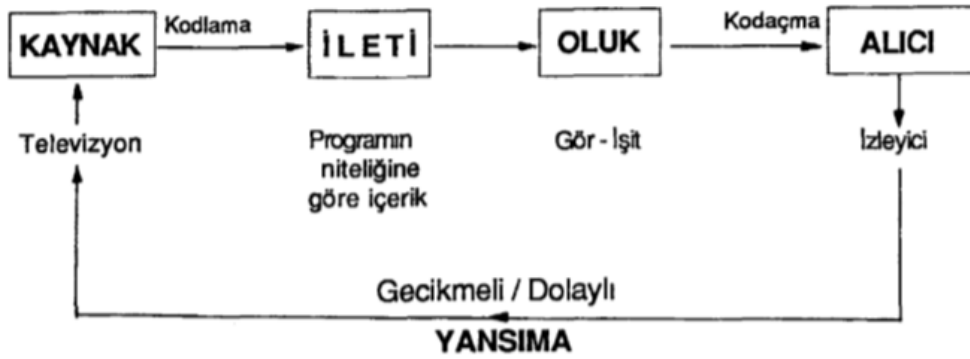 KAYNAK
Kodlama
İLETİ
OLUK
Kodaçma
ALICI
Televizyon
Programın
niteliğine
göre içerik
Gör - İşit
İzleyici
Gecikmeli / Dolaylı
YANSIMA